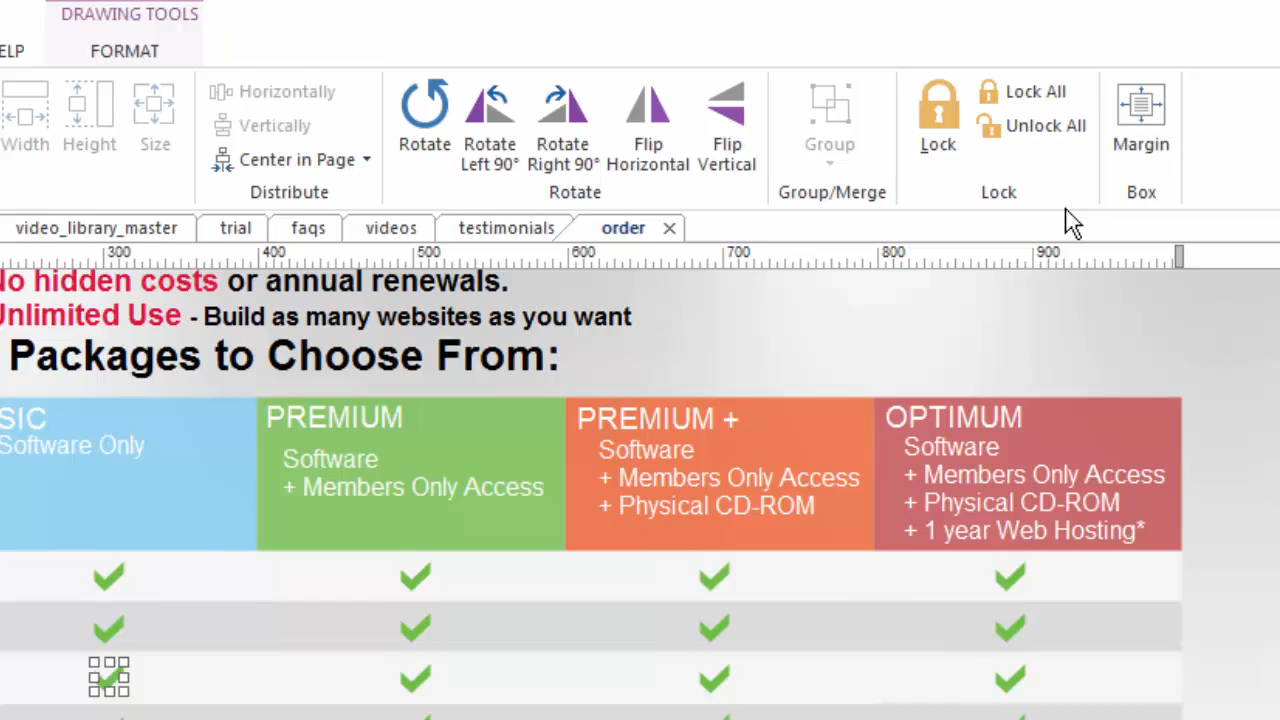 DRAWING TOOLS
ELP FORMAT
Width Height Size
Horizontally
Vertically
Center in Page
Distribute
Rotate
Rotate Left 90°
Rotate Right 90°
Flip Horizontal
Flip Vertical
Rotate
Group
Group/Merge
Lock
Lock All
Unlock All
Lock
Margin
Box
video_library_master trial faqs videos testimonials order
300 400 500 600 700 800 900
No hidden costs or annual renewals.
Unlimited Use - Build as many websites as you want
Packages to Choose From:
SIC
Software Only
PREMIUM
Software
+ Members Only Access
PREMIUM +
Software
+ Members Only Access
+ Physical CD-ROM
OPTIMUM
Software
+ Members Only Access
+ Physical CD-ROM
+ 1 year Web Hosting*